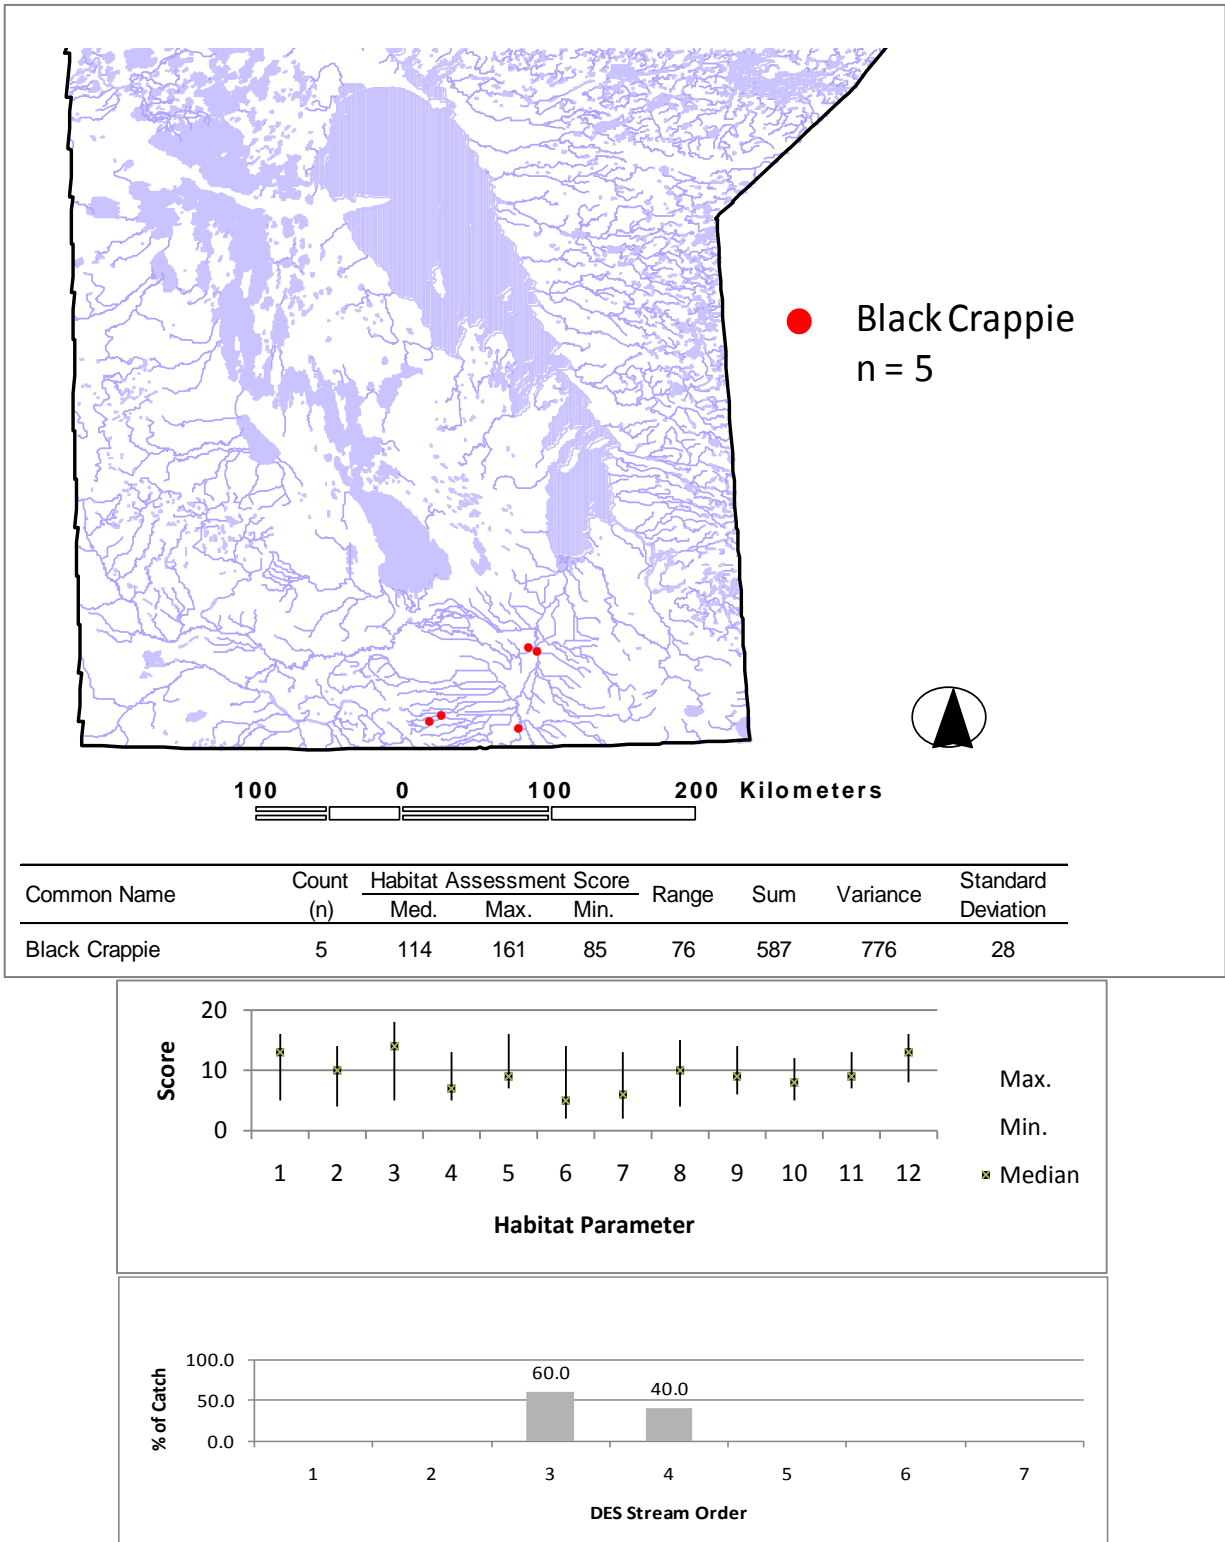 Black Crappie
n = 5
100 0 100 200 Kilometers
Common Name Count (n) Habitat Assessment Score Med. Max. Min. Range Sum Variance Standard Deviation
Black Crappie 5 114 161 85 76 587 776 28
20
10
0
Score
1 2 3 4 5 6 7 8 9 10 11 12
Habitat Parameter
Max.
Min.
Median
100.0
50.0
0.0
% of Catch
60.0
40.0
1 2 3 4 5 6 7
DES Stream Order